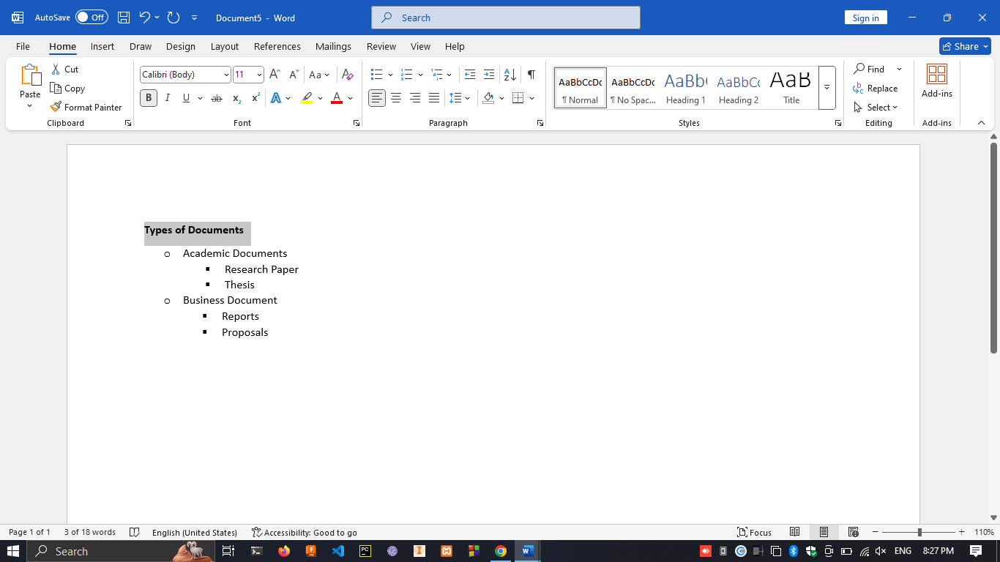 AutoSave Off Document5 - Word Search Sign in
File Home Insert Draw Design Layout References Mailings Review View Help Share
Paste Cut Copy Format Painter
Clipboard
Calibri (Body) 11 Aa
B I U ab x₂ x² A A
Font
Paragraph
AaBbCcDc AaBbCcDc AaBb( AaBbCc AaB
¶ Normal ¶ No Spac... Heading 1 Heading 2 Title
Styles
Find
Replace
Select
Editing
Add-ins
Add-ins
Types of Documents
o Academic Documents
▪ Research Paper
▪ Thesis
o Business Document
▪ Reports
▪ Proposals
Page 1 of 1 3 of 18 words English (United States) Accessibility: Good to go Focus 110%
Search ENG 8:27 PM